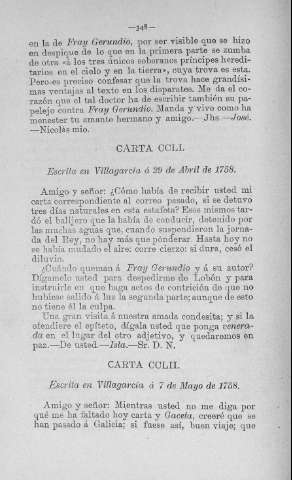 —348—
en la de Fray Gerundio, por ser visible que se hizo
en despique de lo que en la primera parte se zumba
de otra «á los tres únicos soberanos príncipes heredi-
tarios en el cielo y en la tierra», cuya trova es esta.
Pero es preciso confesar que la trova hace grandísi-
mas ventajas al texto en los disparates. Me da el co-
razón que el tal doctor ha de escribir también su pa-
pelejo contra Fray Gerundio. Manda y vive como ha
menester tu amante hermano y amigo.—Jhs.—José.
—Nicolás mío.
CARTA CCLI.
Escrita en Villagarcía á 29 de Abril de 1758.
Amigo y señor: ¿Cómo había de recibir usted mi
carta correspondiente al correo pasado, si se detuvo
tres días naturales en esta estafeta? Esos mismos tar-
dó el balijero que la había de conducir, detenido por
las muchas aguas que, cuando suspendieron la jorna-
da del Rey, no hay más que ponderar. Hasta hoy no
se había mudado el aire: corre cierzo; si dura, cesó el
diluvio.
¿Cuándo queman á Fray Gerundio y á su autor?
Dígamelo usted para despedirme de Lobón y para
instruirle en que haga actos de contrición de que no
hubiese salido á luz la segunda parte; aunque de esto
no tiene él la culpa.
Una gran visita á nuestra amada condesita; y si la
ofendiere el epíteto, dígala usted que ponga venera-
da en el lugar del otro adjetivo, y quedaremos en
paz.—De usted.—Isla.—Sr. D. N.
CARTA CCLII.
Escrita en Villagarcía á 7 de Mayo de 1758.
Amigo y señor: Mientras usted no me diga por
qué me ha faltado hoy carta y Gaceta, creeré que se
han pasado á Galicia; si fuese así, buen viaje; que